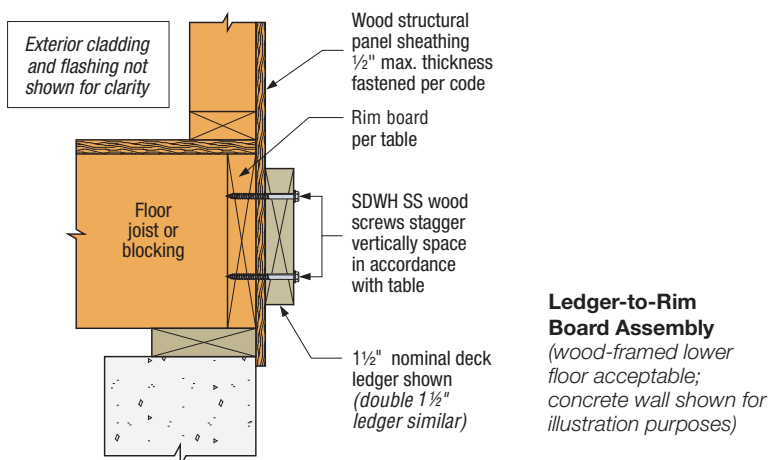 Exterior cladding
and flashing not
shown for clarity
Wood structural
panel sheathing
½" max. thickness
fastened per code
Rim board
per table
Floor
joist or
blocking
SDWH SS wood
screws stagger
vertically space
in accordance
with table
1½" nominal deck
ledger shown
(double 1½"
ledger similar)
Ledger-to-Rim
Board Assembly
(wood-framed lower
floor acceptable;
concrete wall shown for
illustration purposes)